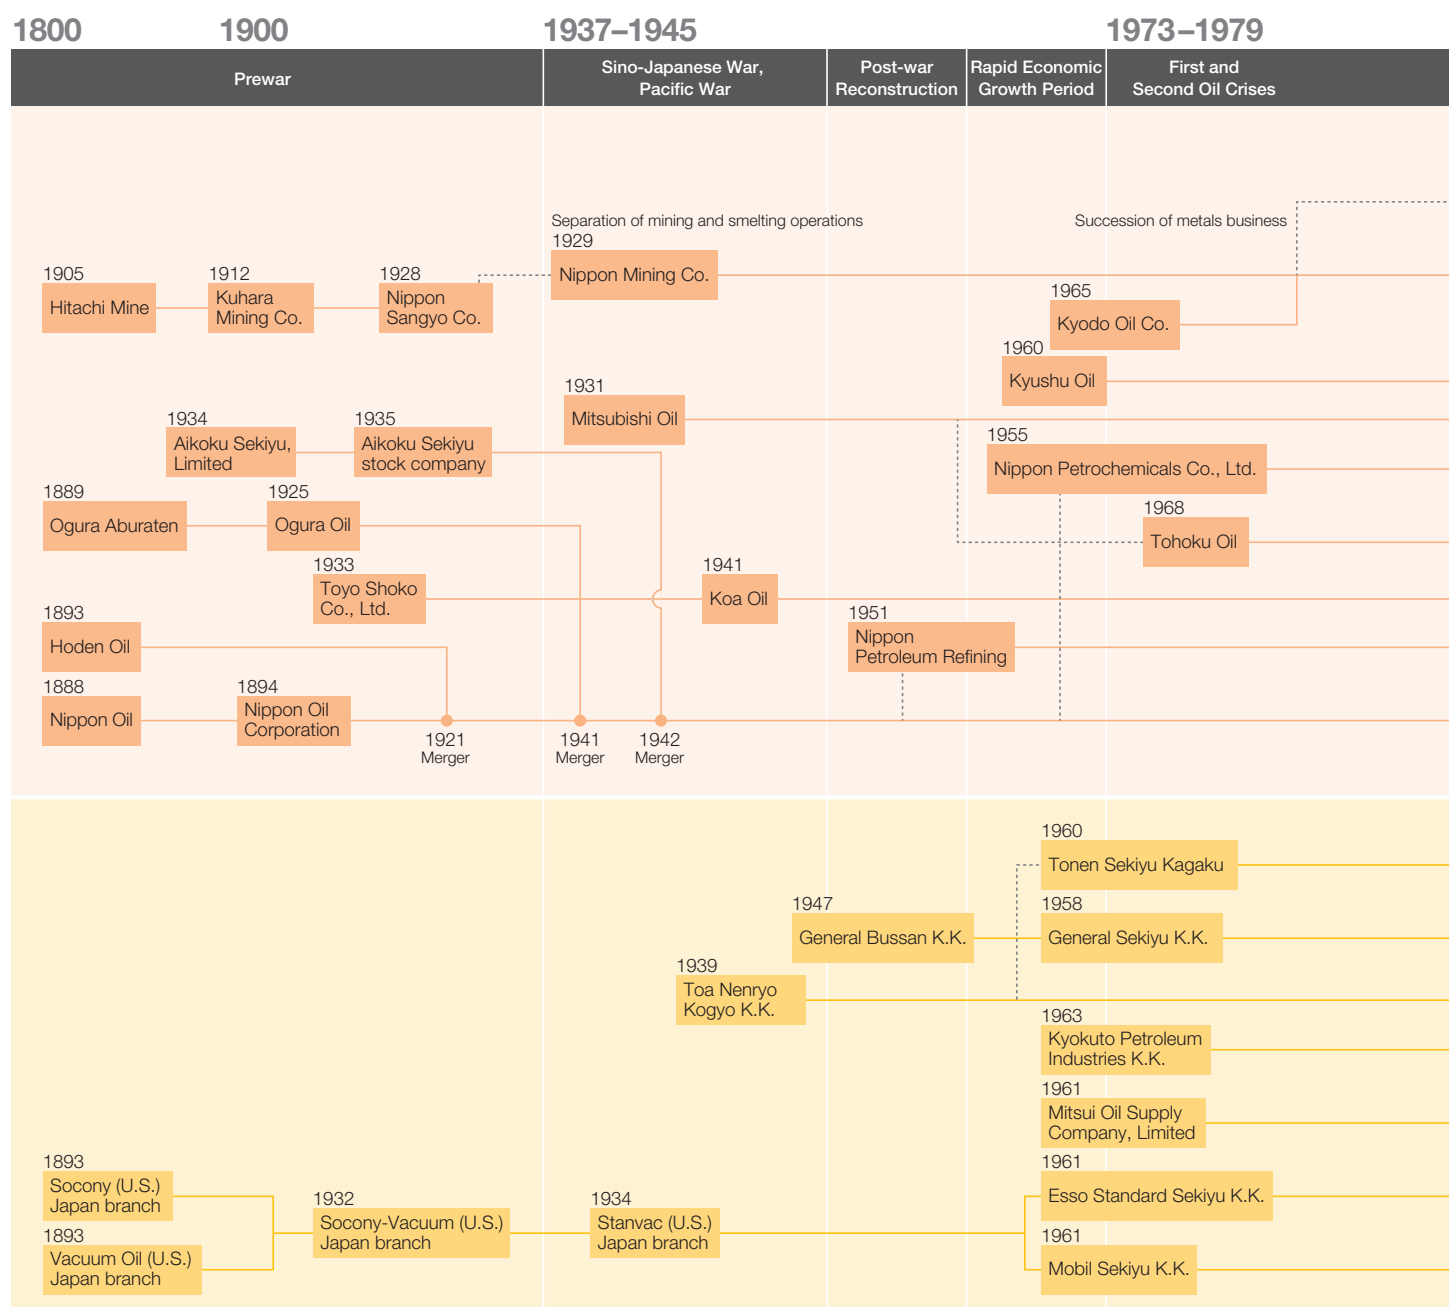 1800
1900
1937–1945
1973–1979
Prewar
Sino-Japanese War,
Pacific War
Post-war
Reconstruction
Rapid Economic
Growth Period
First and
Second Oil Crises
Separation of mining and smelting operations
Succession of metals business
1929
Nippon Mining Co.
1905
Hitachi Mine
1912
Kuhara
Mining Co.
1928
Nippon
Sangyo Co.
1965
Kyodo Oil Co.
1960
Kyushu Oil
1931
Mitsubishi Oil
1934
Aikoku Sekiyu,
Limited
1935
Aikoku Sekiyu
stock company
1955
Nippon Petrochemicals Co., Ltd.
1889
Ogura Aburaten
1925
Ogura Oil
1968
Tohoku Oil
1933
Toyo Shoko
Co., Ltd.
1941
Koa Oil
1893
Hoden Oil
1951
Nippon
Petroleum Refining
1888
Nippon Oil
1894
Nippon Oil
Corporation
1921
Merger
1941
Merger
1942
Merger
1960
Tonen Sekiyu Kagaku
1947
General Bussan K.K.
1958
General Sekiyu K.K.
1939
Toa Nenryo
Kogyo K.K.
1963
Kyokuto Petroleum
Industries K.K.
1961
Mitsui Oil Supply
Company, Limited
1893
Socony (U.S.)
Japan branch
1961
Esso Standard Sekiyu K.K.
1932
Socony-Vacuum (U.S.)
Japan branch
1934
Stanvac (U.S.)
Japan branch
1893
Vacuum Oil (U.S.)
Japan branch
1961
Mobil Sekiyu K.K.